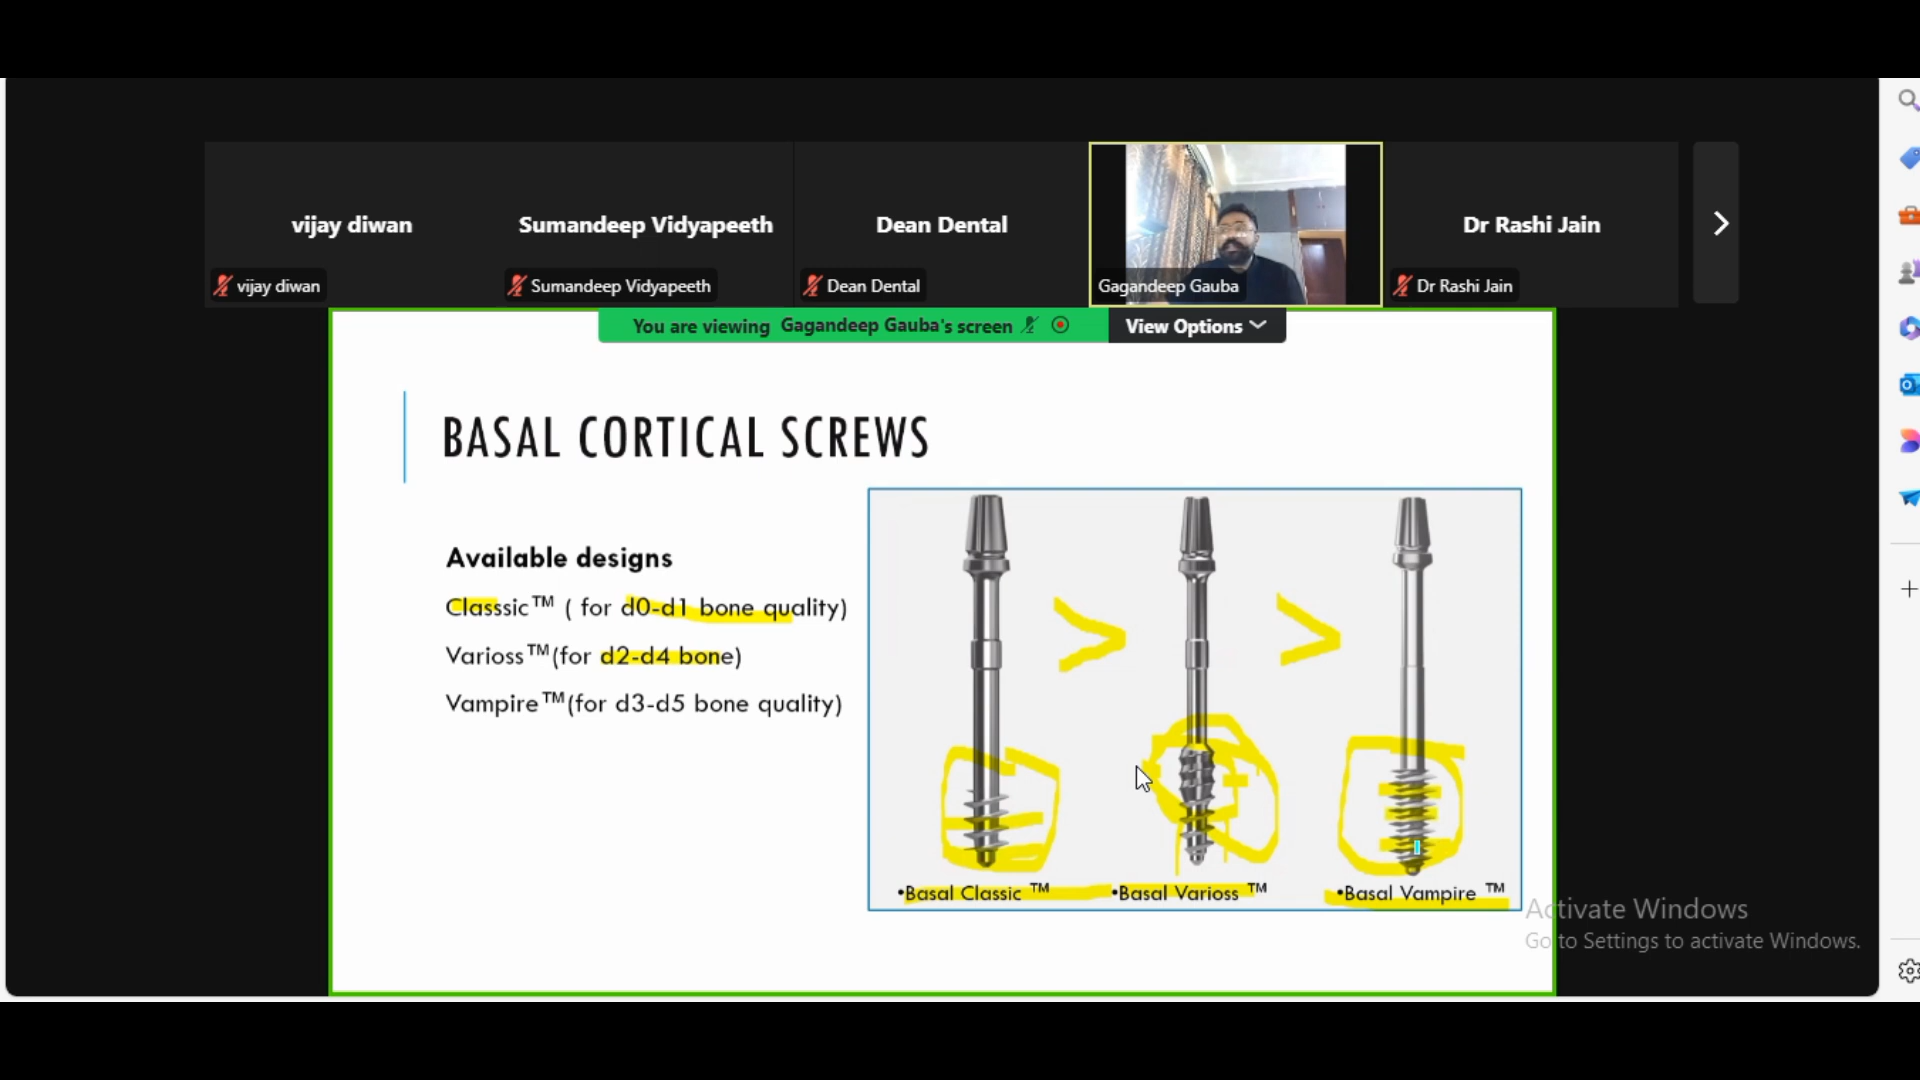 vijay diwan
Sumandeep Vidyapeeth
Dean Dental
Dr Rashi Jain
vijay diwan
Sumandeep Vidyapeeth
Dean Dental
Gagandeep Gauba
Dr Rashi Jain
You are viewing Gagandeep Gauba's screen
View Options
BASAL CORTICAL SCREWS
Available designs
Classsic™ ( for d0-d1 bone quality)
Varioss™(for d2-d4 bone)
Vampire™(for d3-d5 bone quality)
> >
•Basal Classic ™ •Basal Varioss ™ •Basal Vampire ™
Activate Windows
Go to Settings to activate Windows.